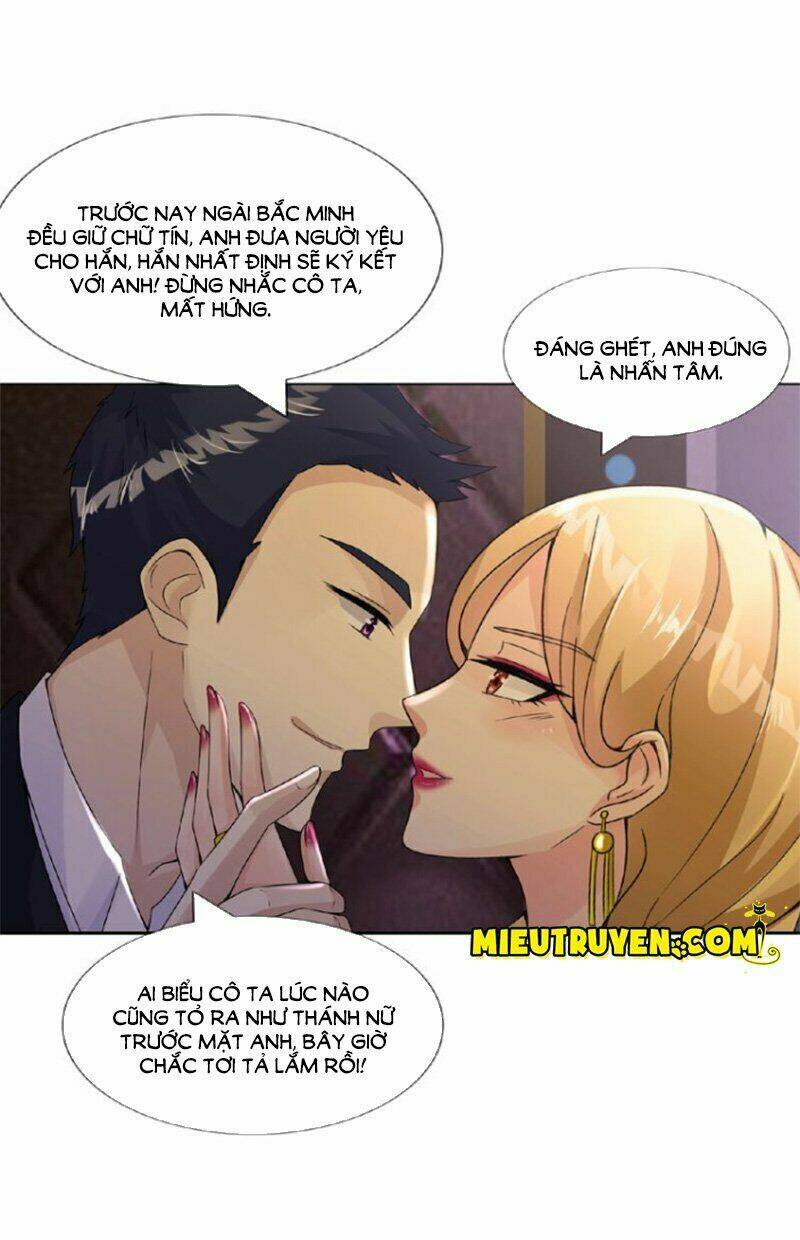 TRƯỚC NAY NGÀI BẮC MINH
ĐỀU GIỮ CHỮ TÍN, ANH ĐƯA NGƯỜI YÊU
CHO HẮN, HẮN NHẤT ĐỊNH SẼ KÝ KẾT
VỚI ANH! ĐỪNG NHẮC CÔ TA,
MẤT HỨNG.
ĐÁNG GHÉT, ANH ĐÚNG
LÀ NHẪN TÂM.
MIEUTRUYEN.COM
AI BIỂU CÔ TA LÚC NÀO
CŨNG TỎ RA NHƯ THÁNH NỮ
TRƯỚC MẶT ANH, BÂY GIỜ
CHẮC TƠI TẢ LẮM RỒI!